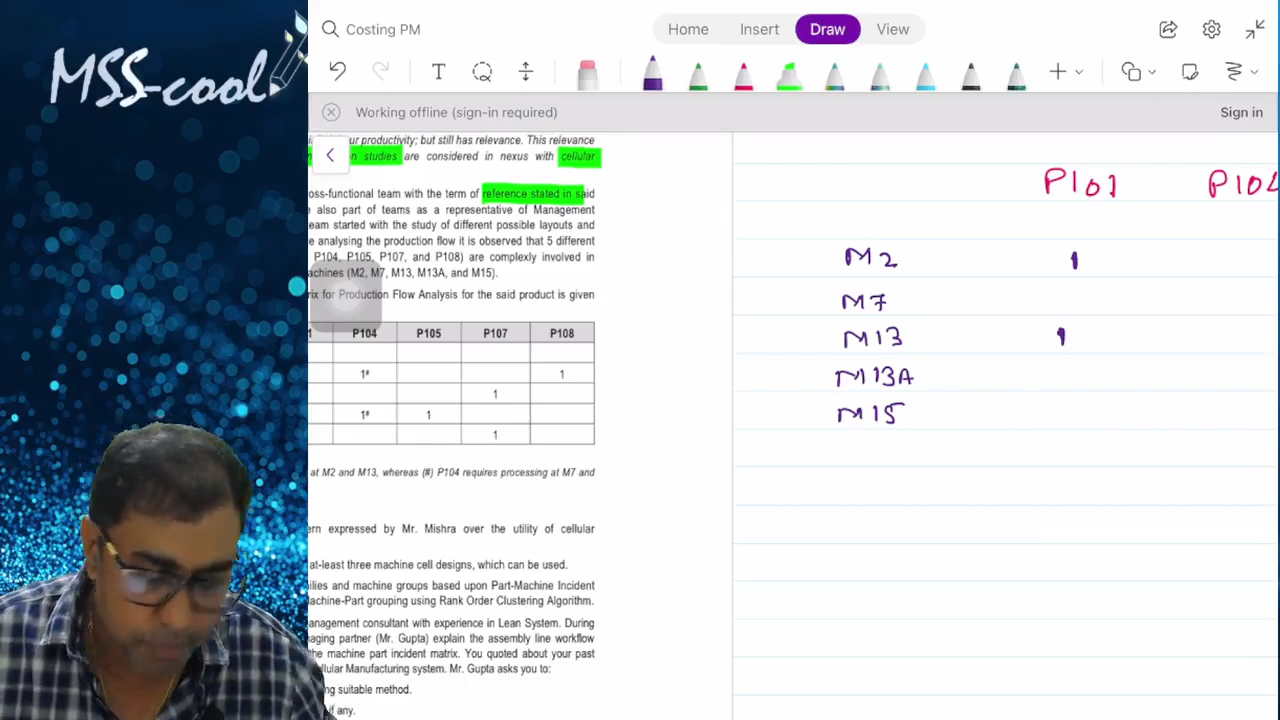 MSS-cool
Costing PM
Home Insert Draw View
Working offline (sign-in required) Sign in
our productivity; but still has relevance. This relevance
n studies are considered in nexus with cellular
oss-functional team with the term of reference stated in said
e also part of teams as a representative of Management
team started with the study of different possible layouts and
e analysing the production flow it is observed that 5 different
P104, P105, P107, and P108) are complexly involved in
achines (M2, M7, M13, M13A, and M15).
rix for Production Flow Analysis for the said product is given
1 P104 P105 P107 P108
1# 1
1
1# 1
1
at M2 and M13, whereas (#) P104 requires processing at M7 and
ern expressed by Mr. Mishra over the utility of cellular
at-least three machine cell designs, which can be used.
ilies and machine groups based upon Part-Machine Incident
Machine-Part grouping using Rank Order Clustering Algorithm.
anagement consultant with experience in Lean System. During
naging partner (Mr. Gupta) explain the assembly line workflow
the machine part incident matrix. You quoted about your past
Cellular Manufacturing system. Mr. Gupta asks you to:
ng suitable method.
if any.
P101 P104
M2 1
M7
M13 1
M13A
M15